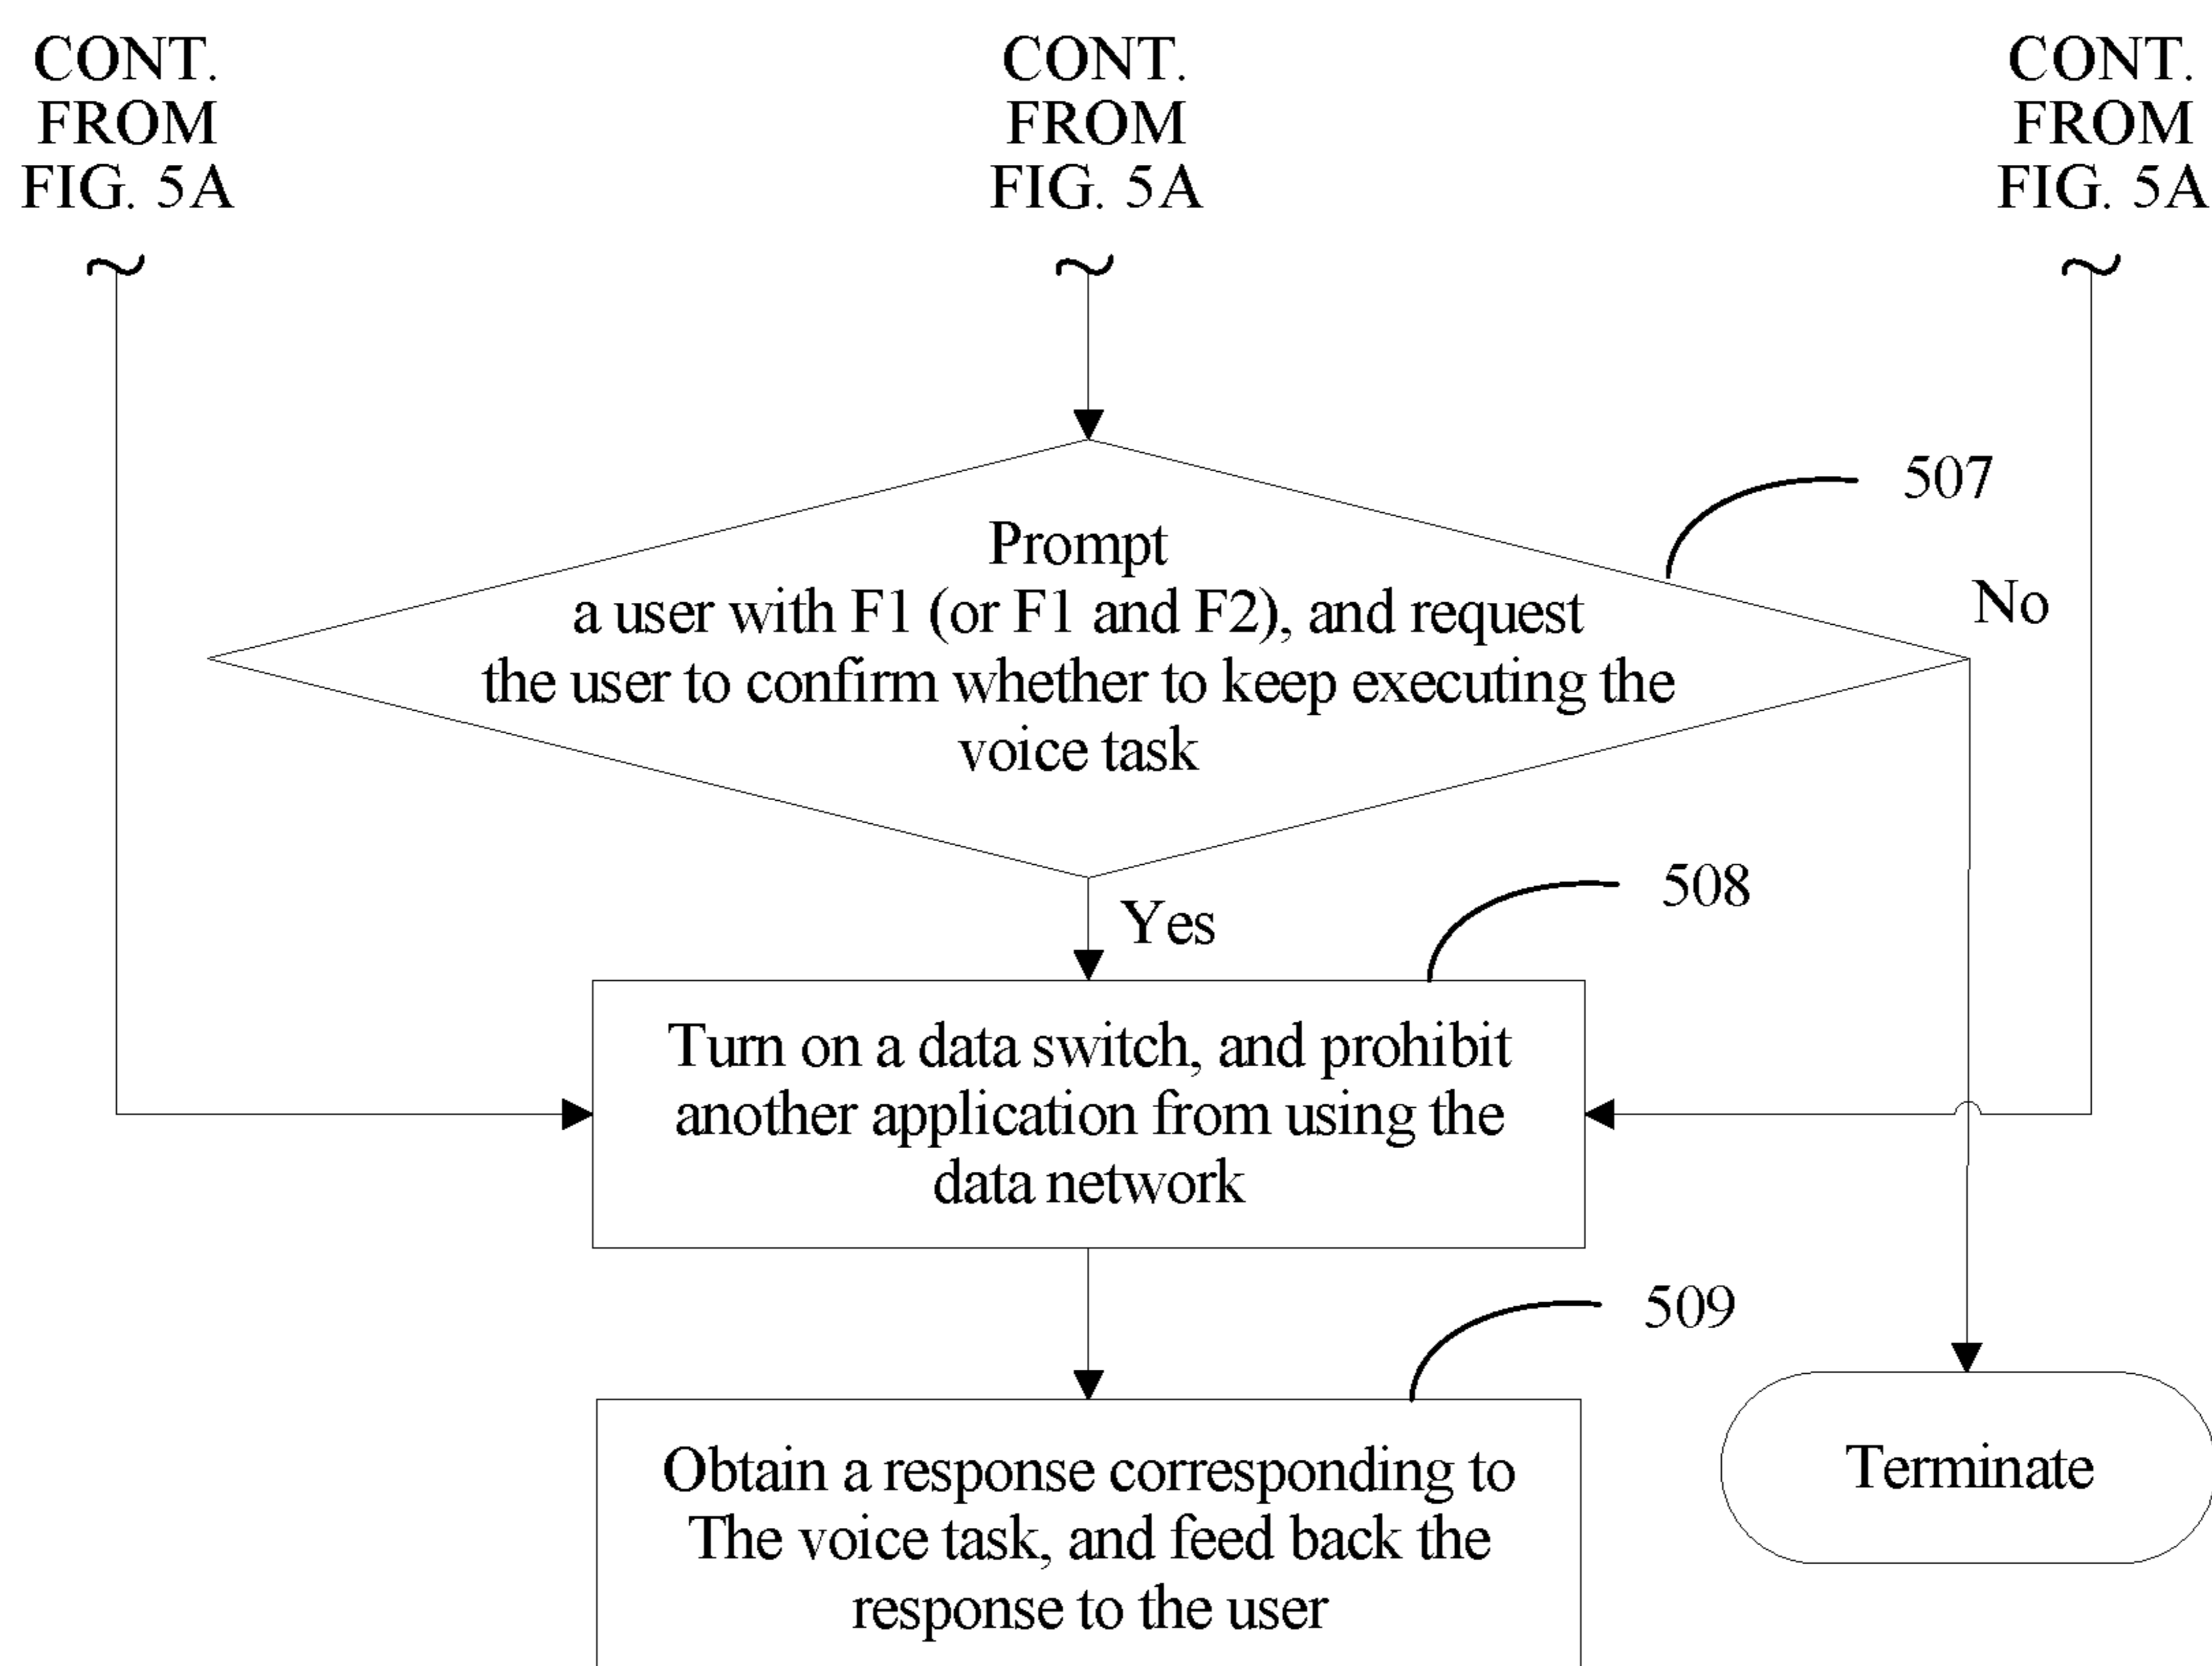 CONT.
FROM
FIG. 5A
CONT.
FROM
FIG. 5A
CONT.
FROM
FIG. 5A
507
Prompt
a user with F1 (or F1 and F2), and request
the user to confirm whether to keep executing the
voice task
No
Yes
508
Turn on a data switch, and prohibit
another application from using the
data network
509
Obtain a response corresponding to
The voice task, and feed back the
response to the user
Terminate